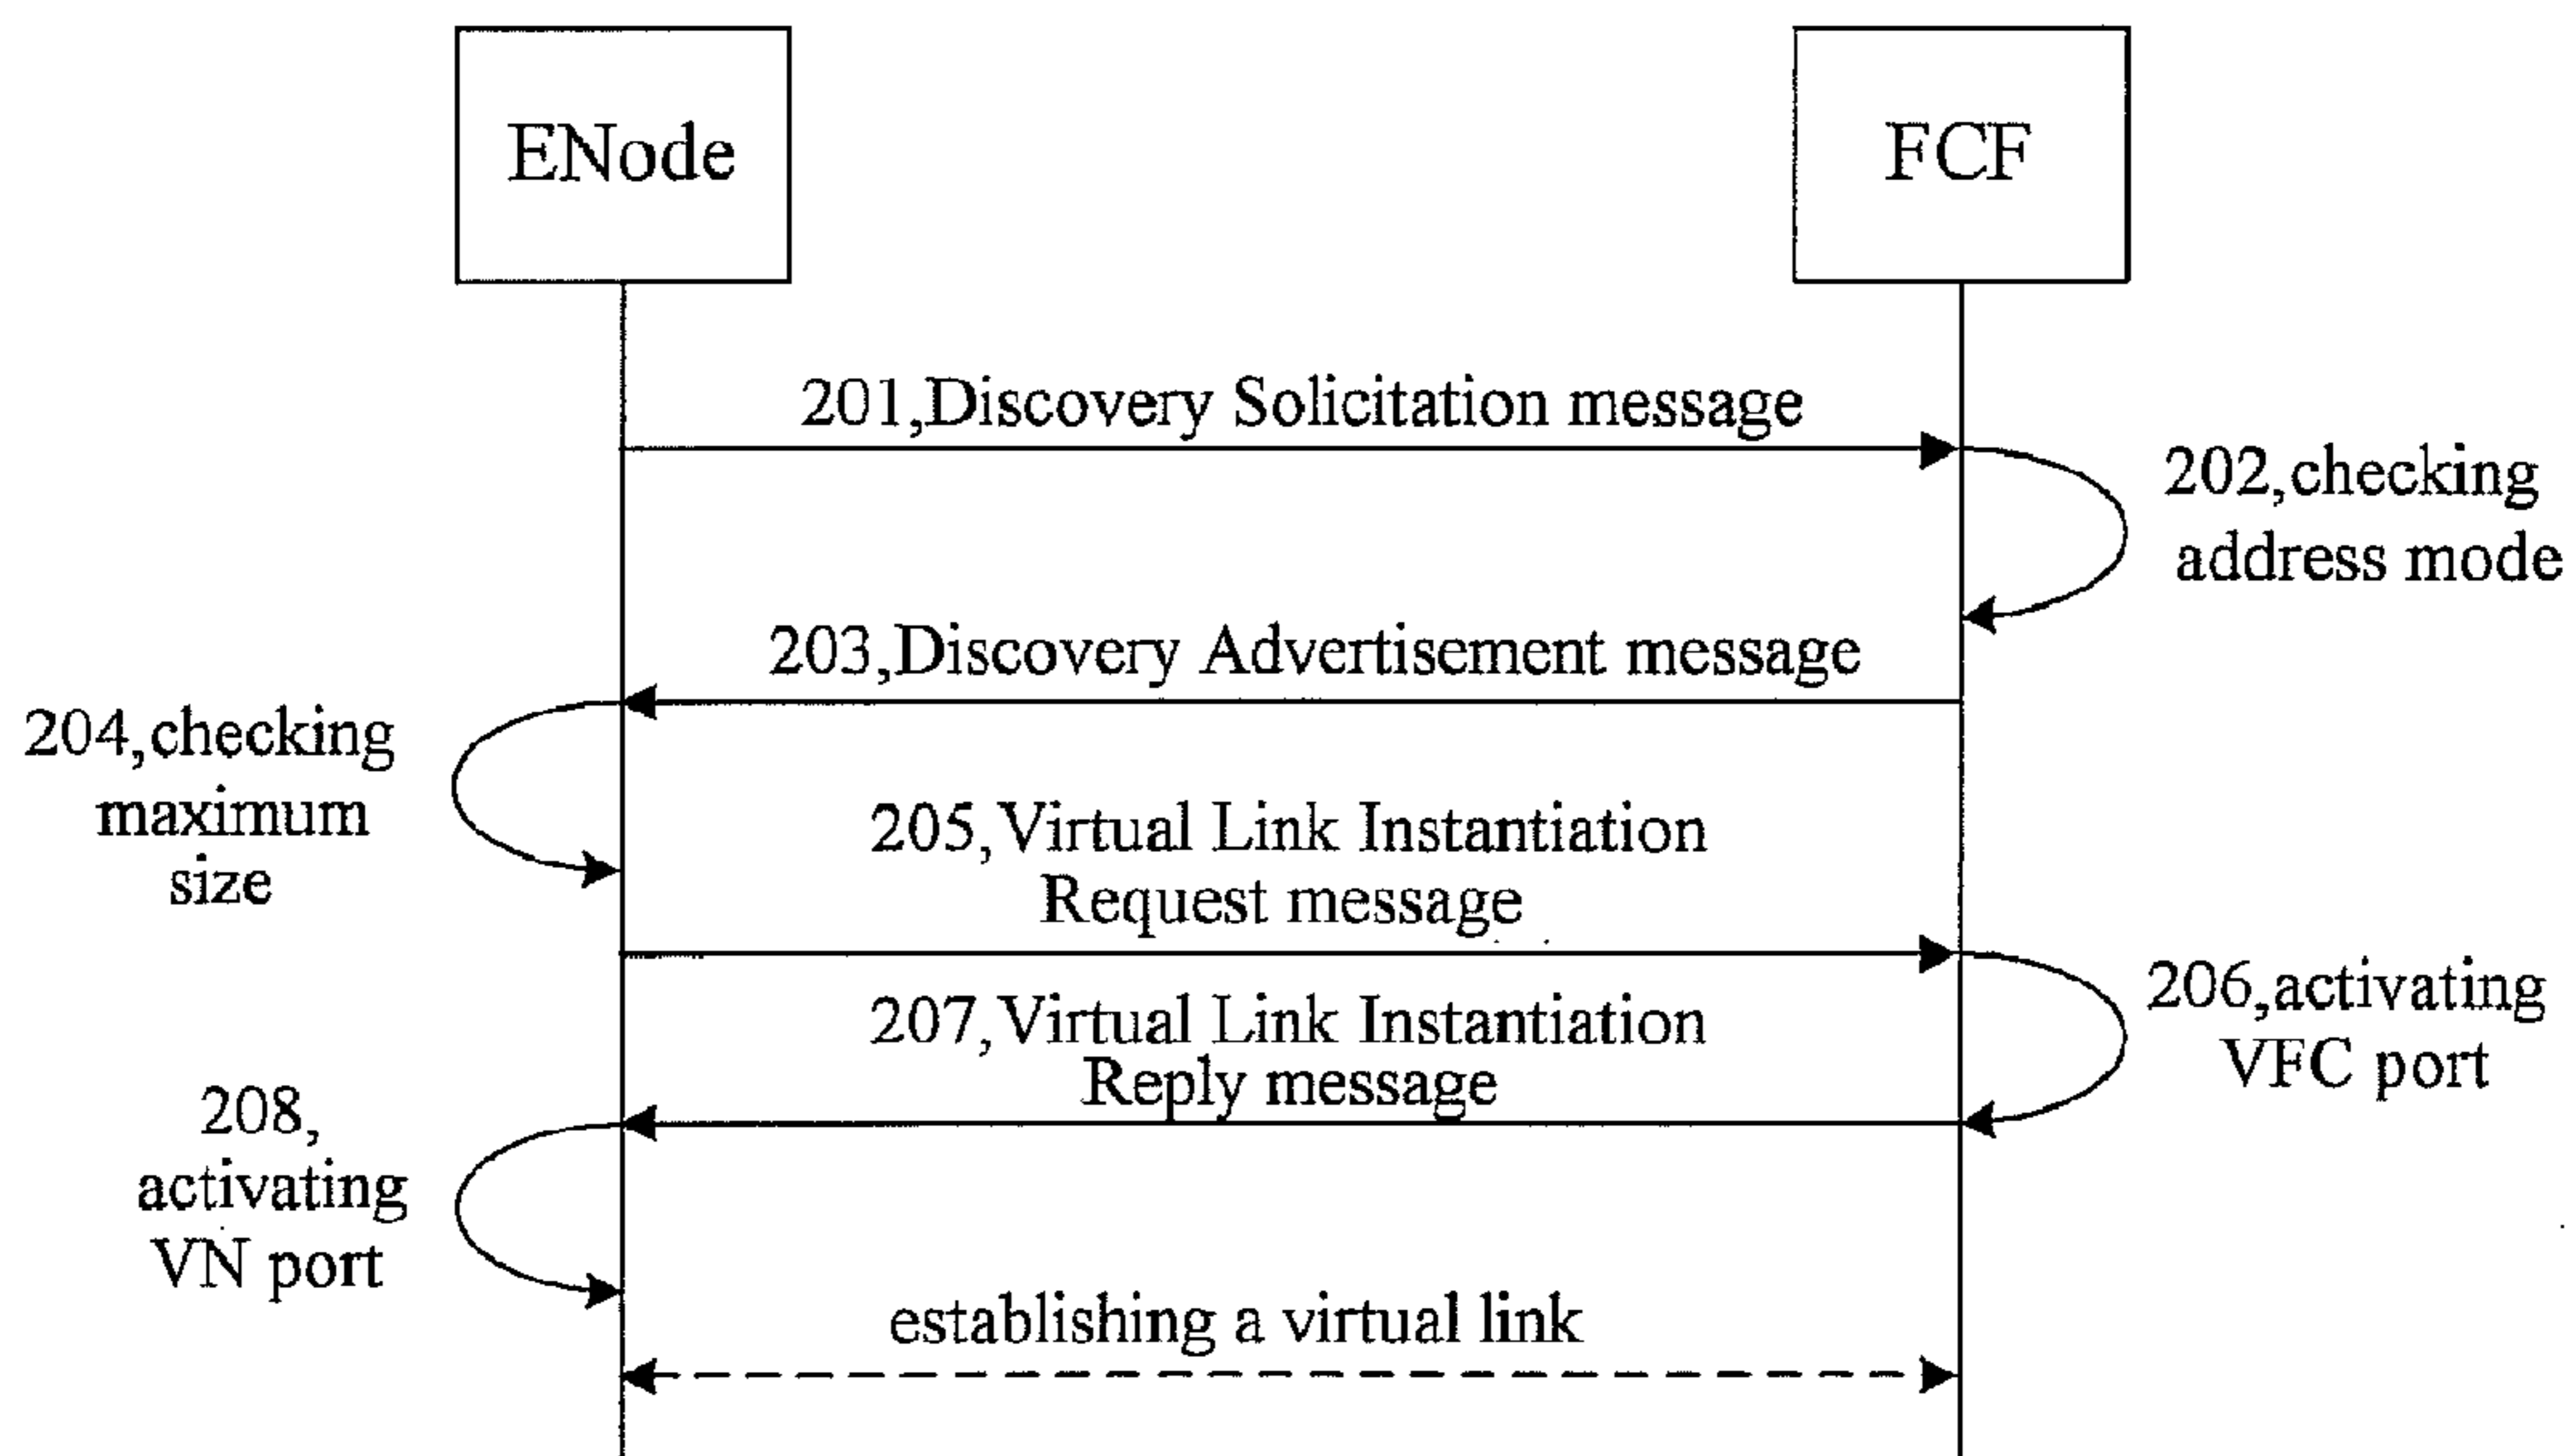 ENode
FCF
201,Discovery Solicitation message
202,checking
address mode
203,Discovery Advertisement message
204,checking
maximum
size
205,Virtual Link Instantiation
Request message
206,activating
VFC port
207,Virtual Link Instantiation
Reply message
208,
activating
VN port
establishing a virtual link